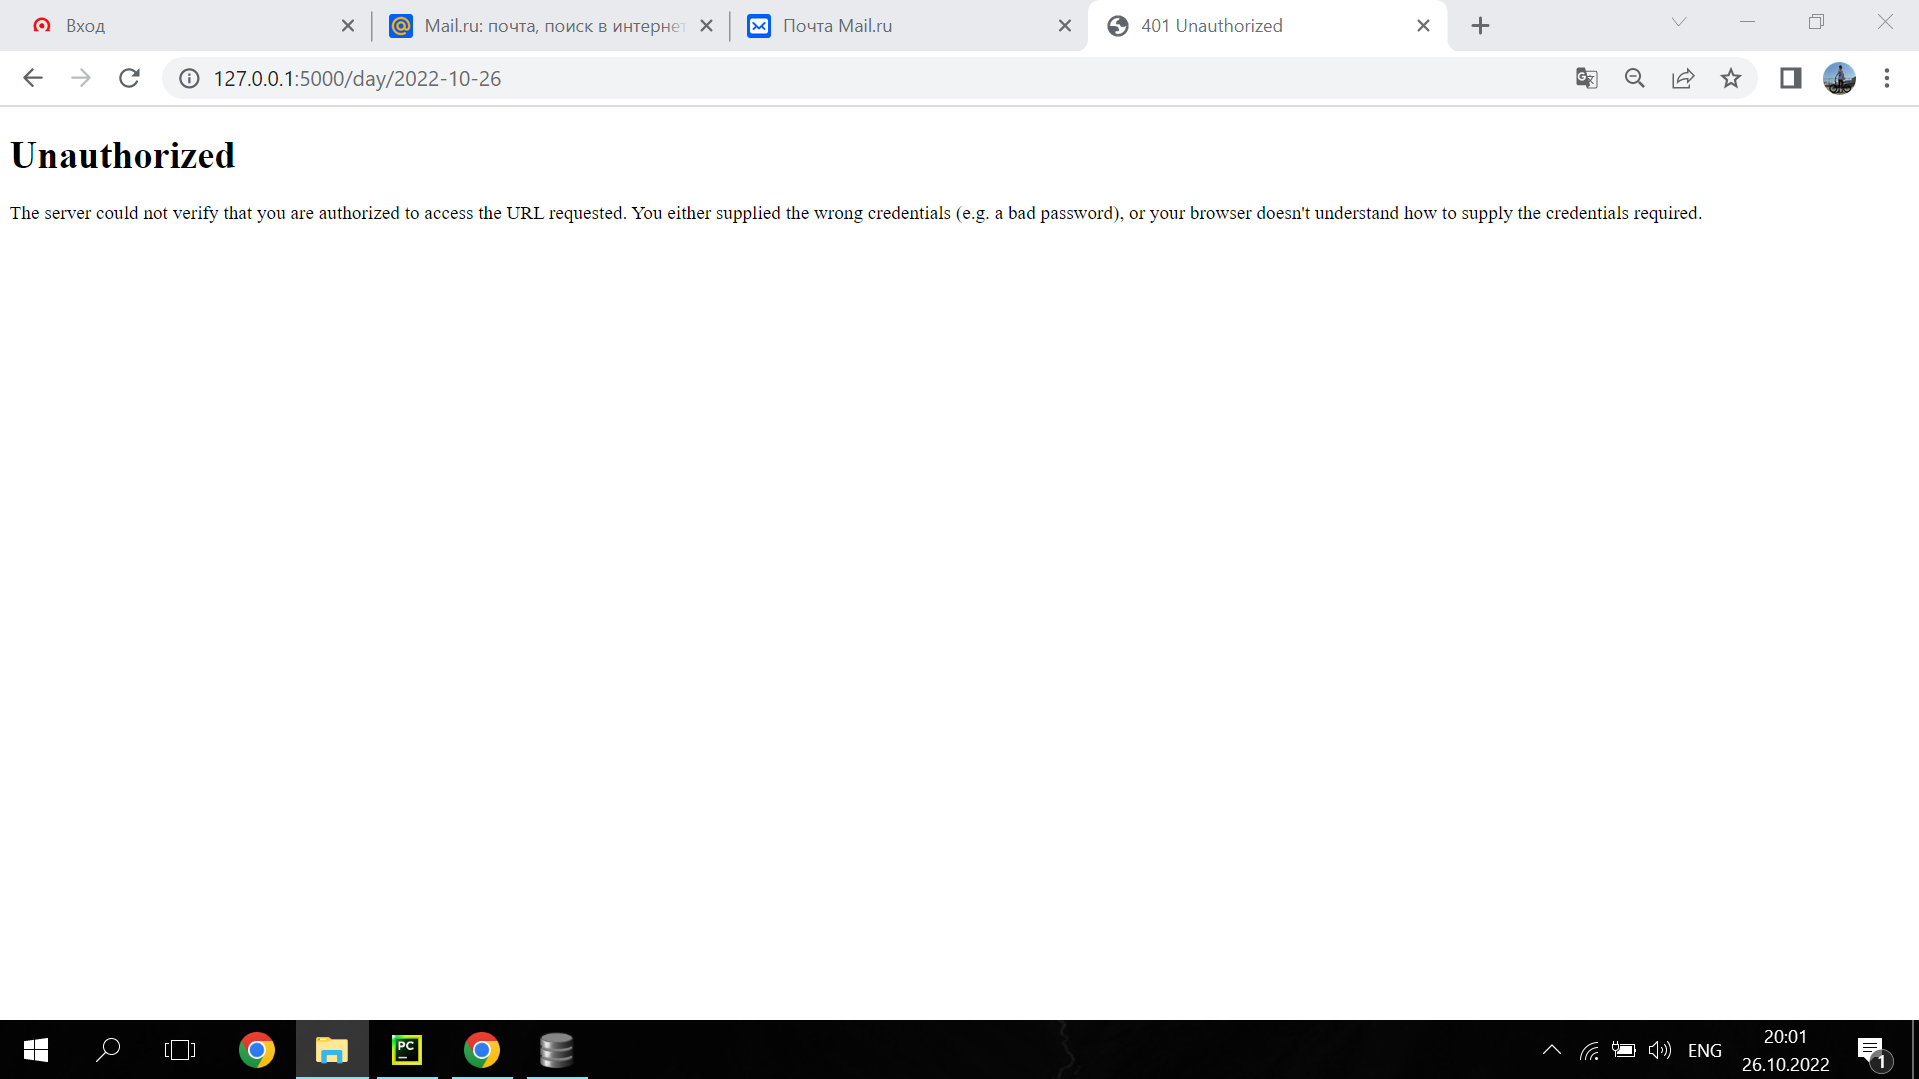 Вход
Mail.ru: почта, поиск в интернет
Почта Mail.ru
401 Unauthorized
127.0.0.1:5000/day/2022-10-26
Unauthorized
The server could not verify that you are authorized to access the URL requested. You either supplied the wrong credentials (e.g. a bad password), or your browser doesn't understand how to supply the credentials required.
PC
ENG
20:01
26.10.2022
1